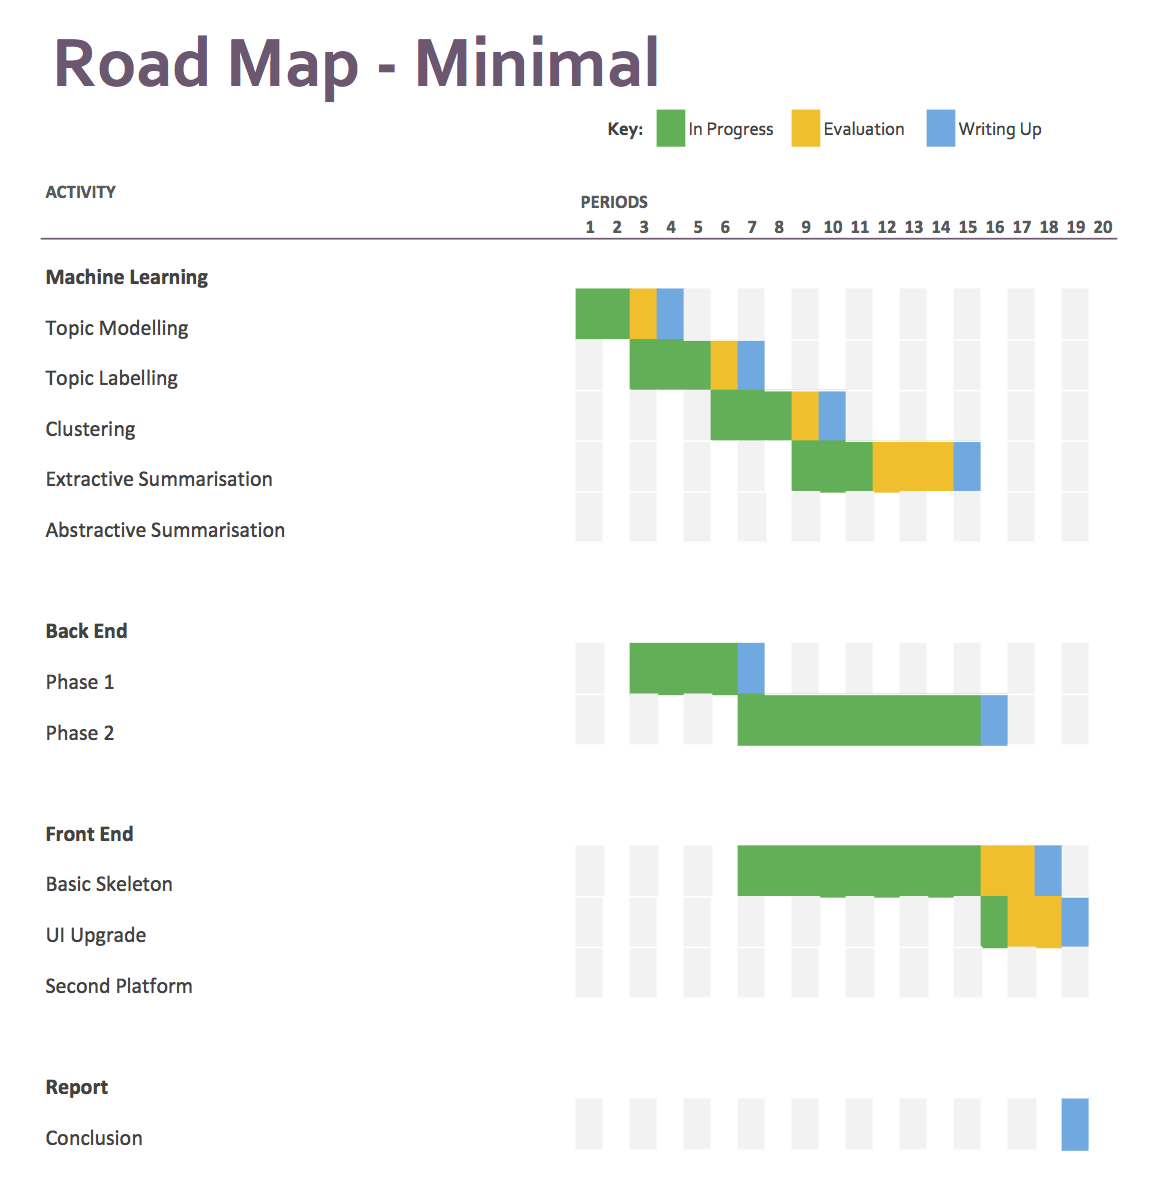 Road Map - Minimal
Key: In Progress Evaluation Writing Up
ACTIVITY
PERIODS
1 2 3 4 5 6 7 8 9 10 11 12 13 14 15 16 17 18 19 20
Machine Learning
Topic Modelling
Topic Labelling
Clustering
Extractive Summarisation
Abstractive Summarisation
Back End
Phase 1
Phase 2
Front End
Basic Skeleton
UI Upgrade
Second Platform
Report
Conclusion